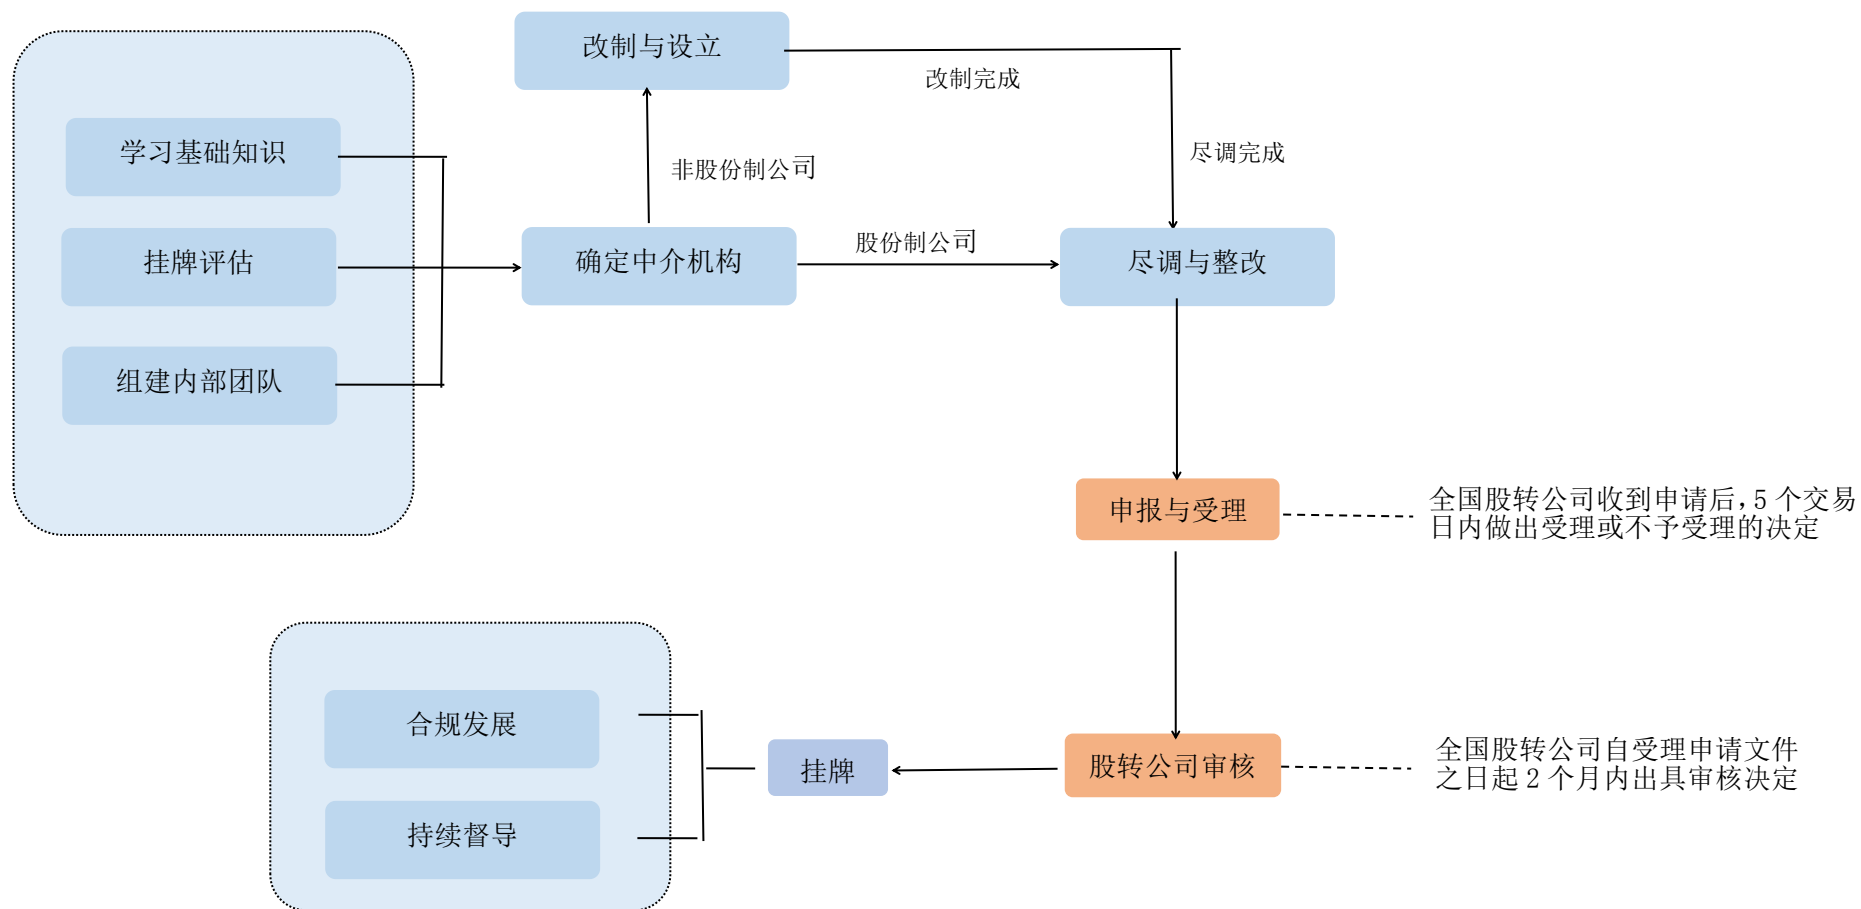 改制与设立
改制完成
学习基础知识
尽调完成
非股份制公司
挂牌评估
确定中介机构
股份制公司
尽调与整改
组建内部团队
申报与受理
全国股转公司收到申请后,5个交易
日内做出受理或不予受理的决定
合规发展
挂牌
股转公司审核
全国股转公司自受理申请文件
之日起2个月内出具审核决定
持续督导